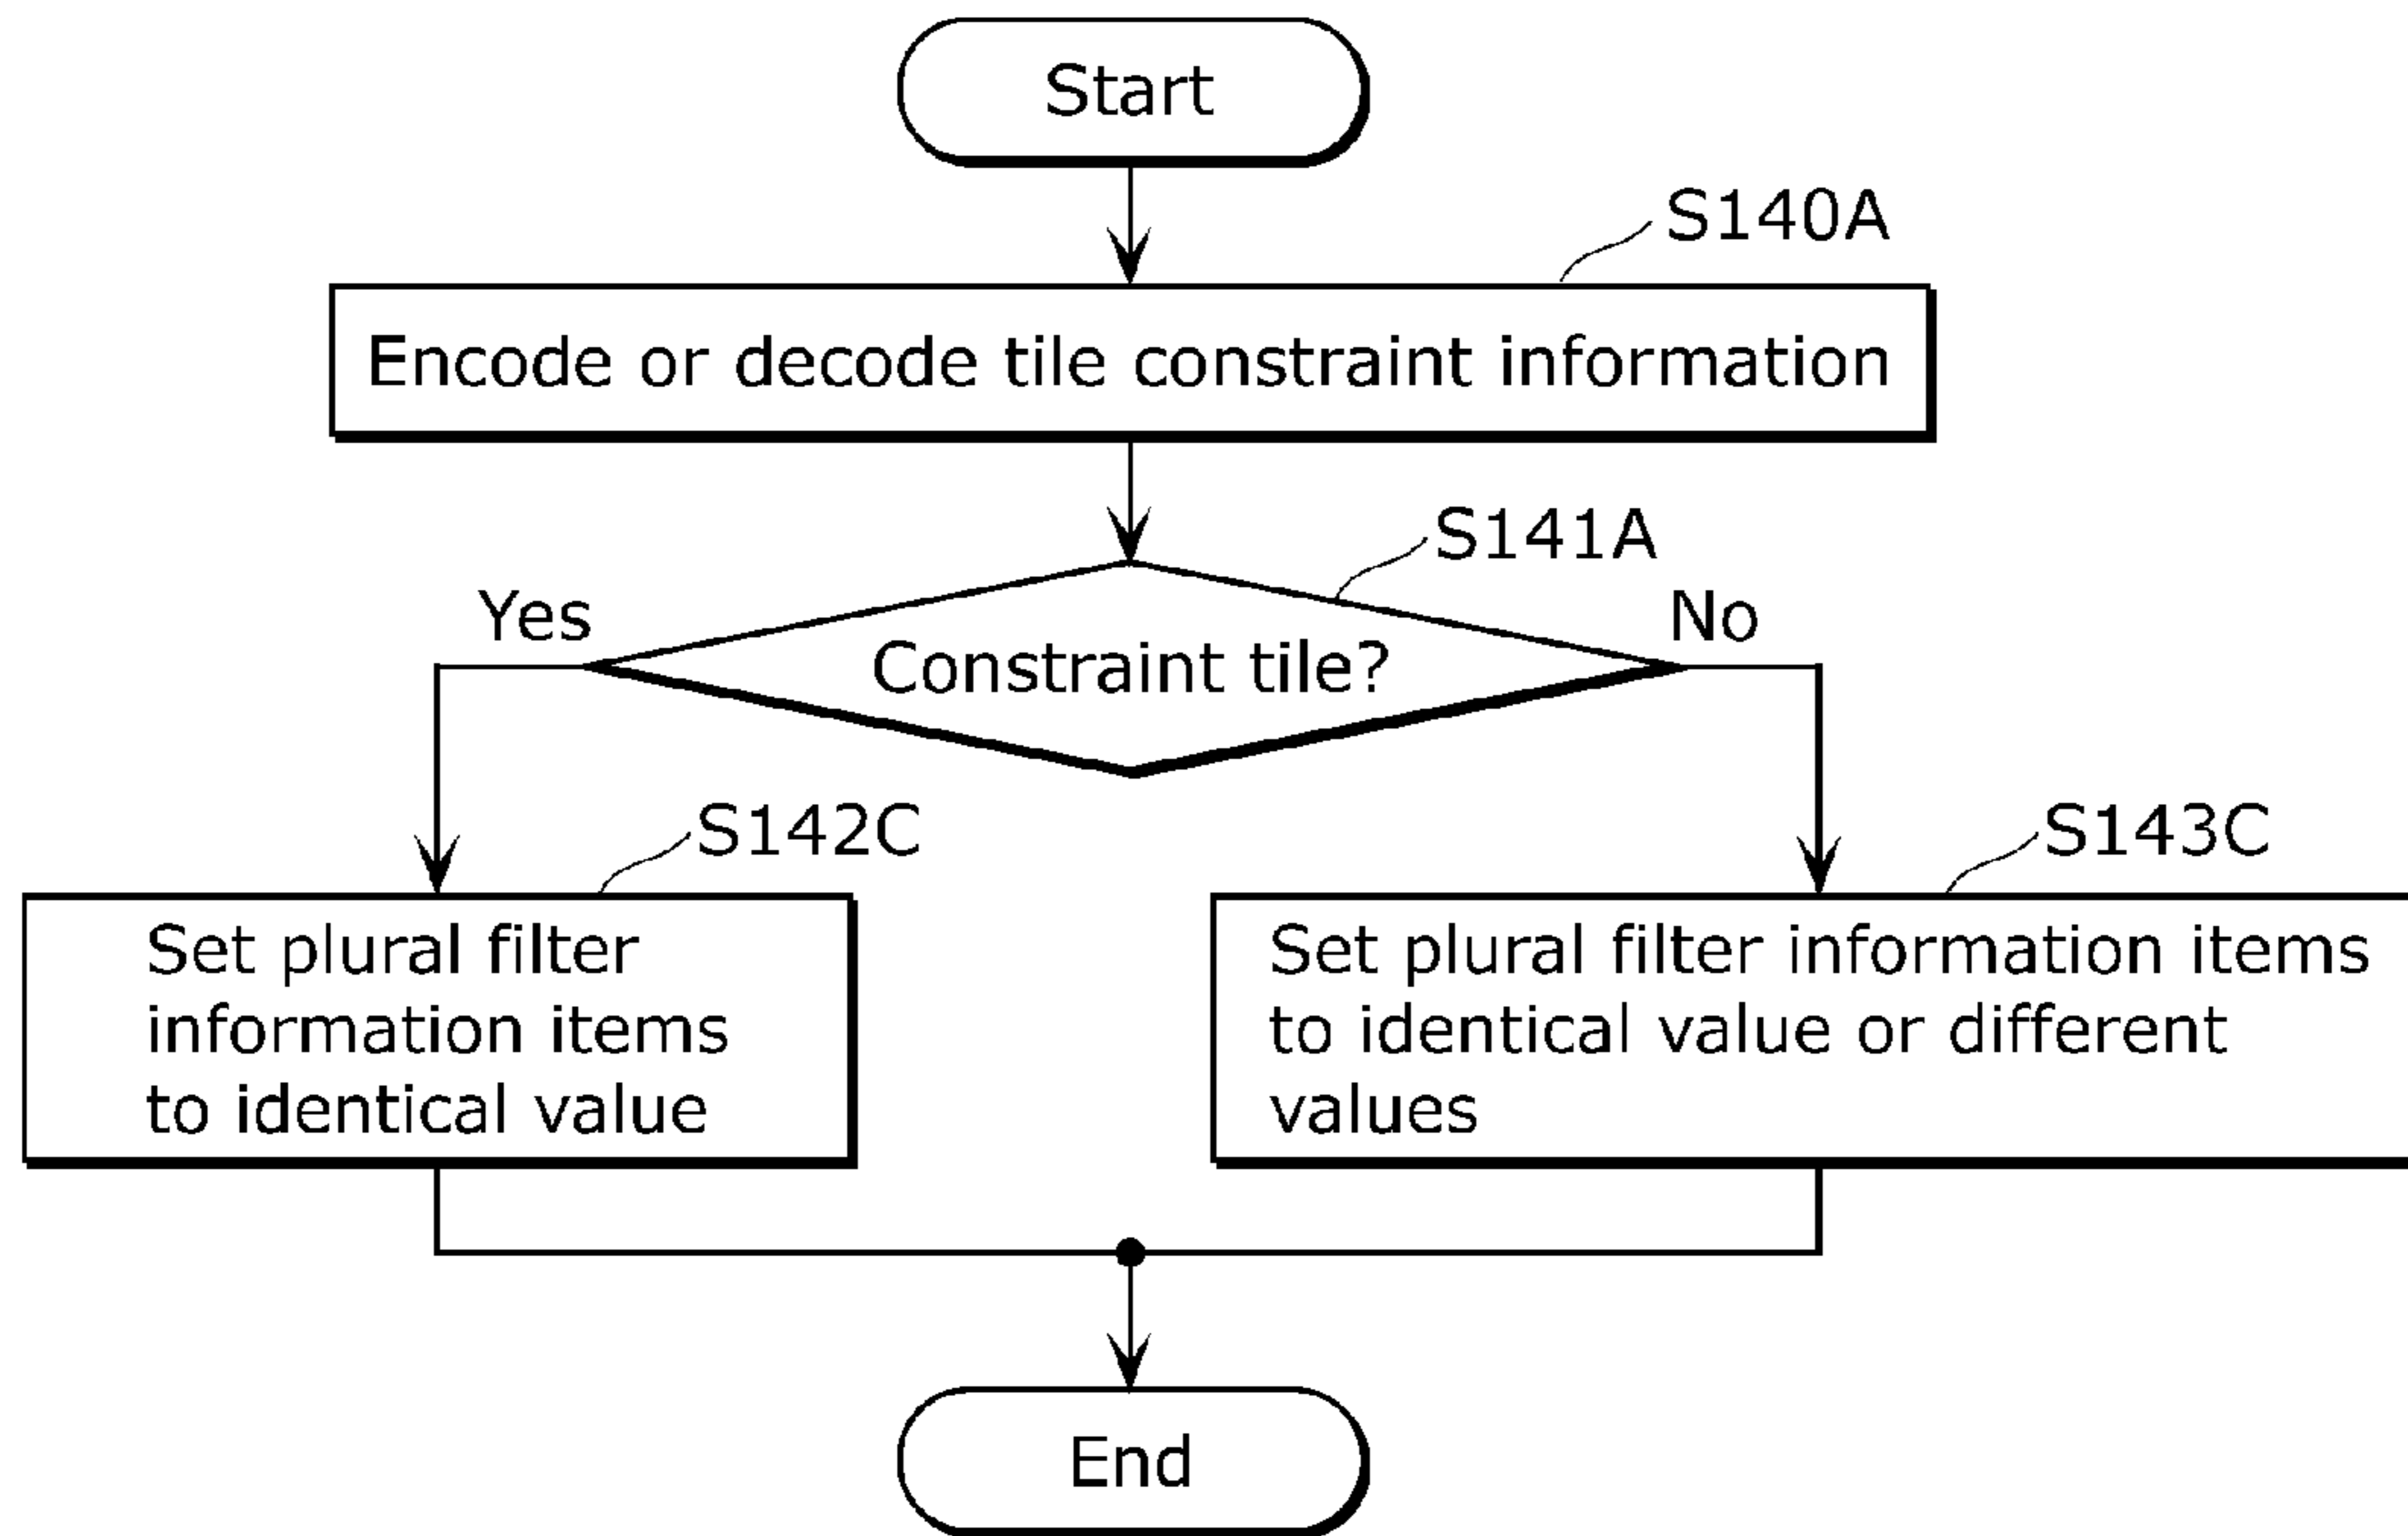 Start
S140A
Encode or decode tile constraint information
S141A
Yes
No
Constraint tile?
S142C
S143C
Set plural filter
information items
to identical value
Set plural filter information items
to identical value or different
values
End